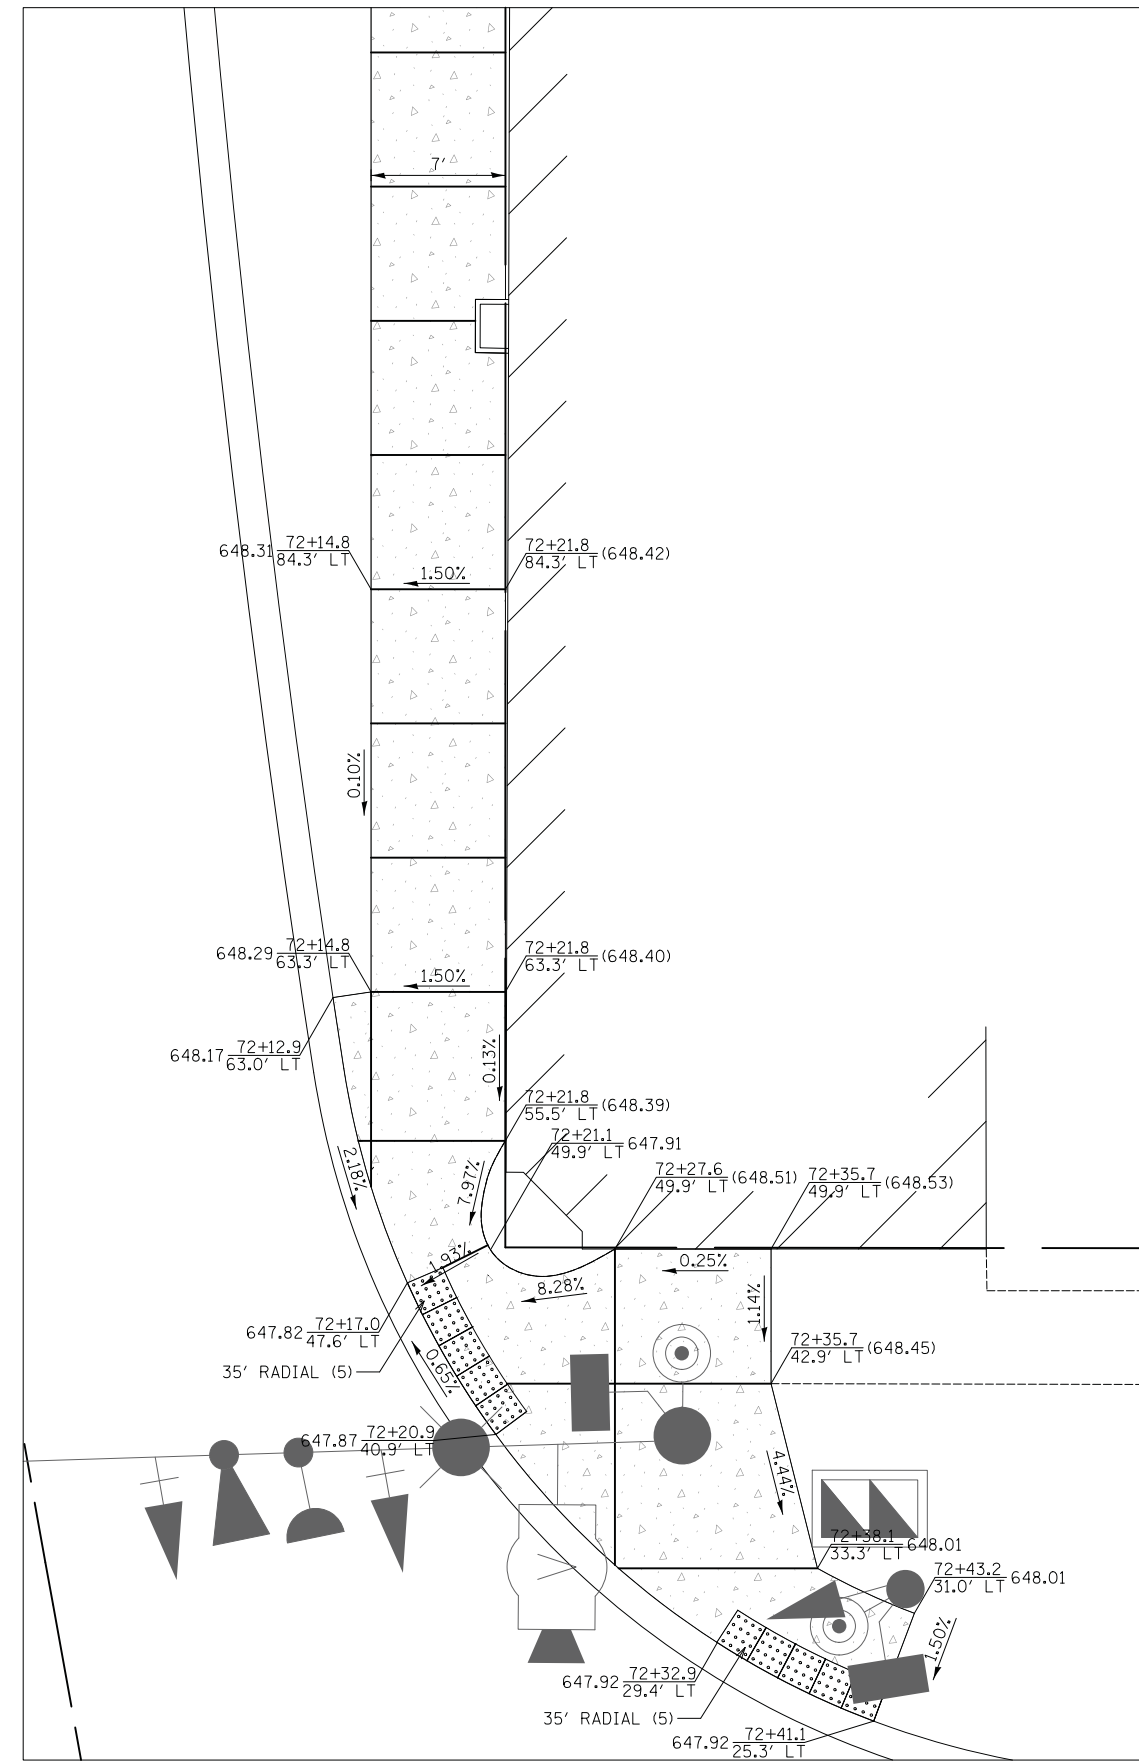 7'
648.31 72+14.8
84.3' LT
72+21.8 (648.42)
84.3' LT
1.50%
0.10%
648.29 72+14.8
63.3' LT
72+21.8 (648.40)
63.3' LT
1.50%
648.17 72+12.9
63.0' LT
0.13%
72+21.8 (648.39)
55.5' LT
72+21.1 647.91
49.9' LT
2.18%
7.97%
72+27.6 (648.51)
49.9' LT
72+35.7 (648.53)
49.9' LT
1.93%
0.25%
8.28%
1.14%
647.82 72+17.0
47.6' LT
35' RADIAL (5)
0.65%
72+35.7 (648.45)
42.9' LT
647.87 72+20.9
40.9' LT
4.44%
72+38.1 648.01
33.3' LT
72+43.2 648.01
31.0' LT
1.50%
647.92 72+32.9
29.4' LT
35' RADIAL (5)
647.92 72+41.1
25.3' LT